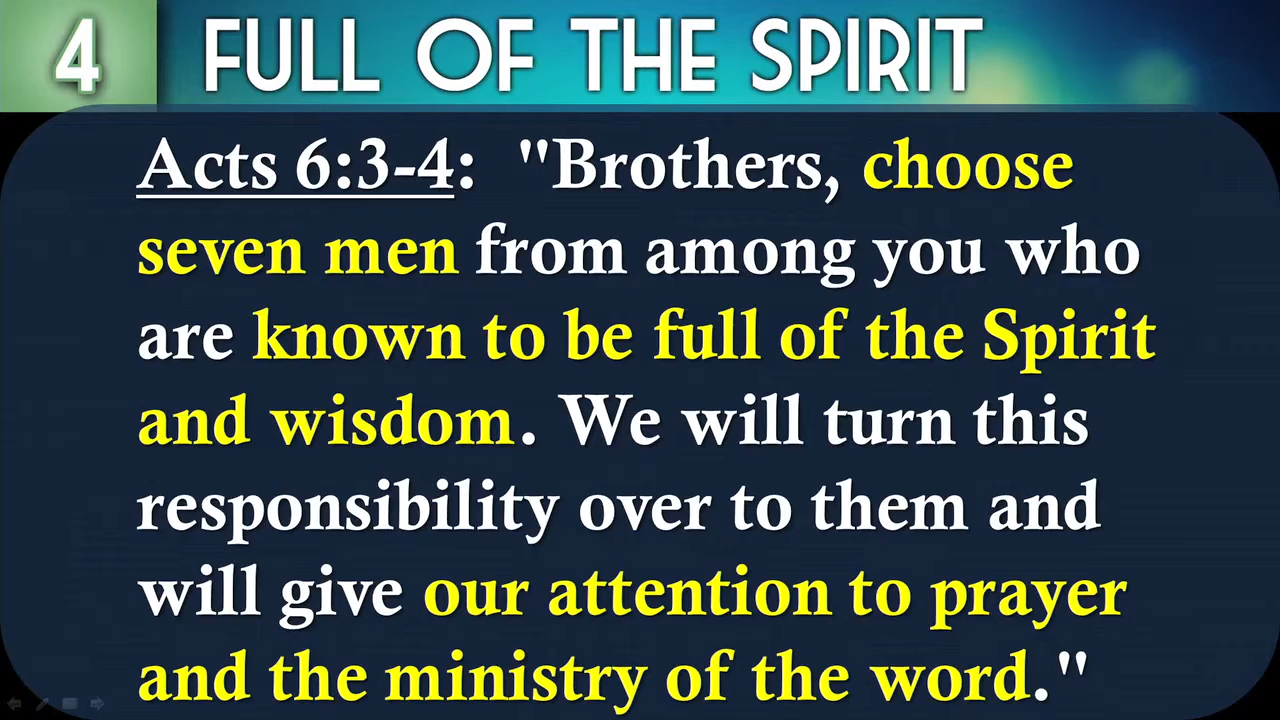 4 FULL OF THE SPIRIT
Acts 6:3-4: "Brothers, choose
seven men from among you who
are known to be full of the Spirit
and wisdom. We will turn this
responsibility over to them and
will give our attention to prayer
and the ministry of the word."